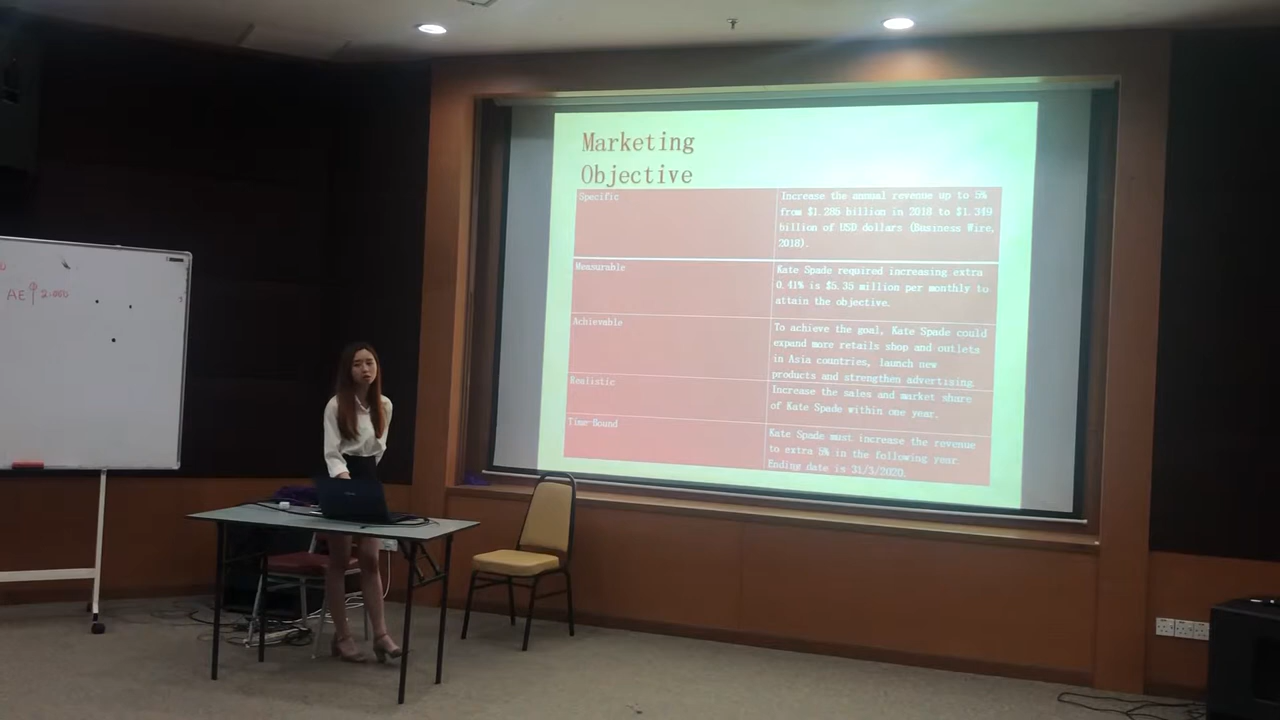 AE 2.000
Marketing
Objective
Specific
Increase the annual revenue up to 5%
from $1.285 billion in 2018 to $1.349
billion of USD dollars (Business Wire,
2018).
Measurable
Kate Spade required increasing extra
0.41% is $5.35 million per monthly to
attain the objective.
Achievable
To achieve the goal, Kate Spade could
expand more retails shop and outlets
in Asia countries, launch new
products and strengthen advertising.
Realistic
Increase the sales and market share
of Kate Spade within one year.
Time-Bound
Kate Spade must increase the revenue
to extra 5% in the following year.
Ending date is 31/3/2020.